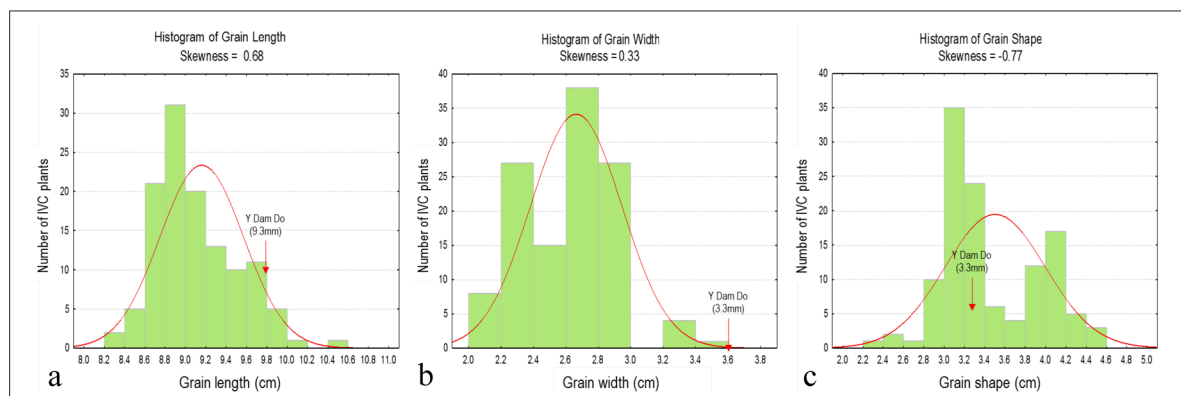 Histogram of Grain Length
Skewness = 0.68
35
30
25
20
15
10
5
0
Number of IVC plants
Y Dam Do
(9.3mm)
8.0 8.2 8.4 8.6 8.8 9.0 9.2 9.4 9.6 9.8 10.0 10.2 10.4 10.6 10.8 11.0
a
Grain length (cm)
Histogram of Grain Width
Skewness = 0.33
40
35
30
25
20
15
10
5
0
Number of IVC plants
Y Dam Do
(3.3mm)
2.0 2.2 2.4 2.6 2.8 3.0 3.2 3.4 3.6 3.8
b
Grain width (cm)
Histogram of Grain Shape
Skewness = -0.77
40
35
30
25
20
15
10
5
0
Number of IVC plants
Y Dam Do
(3.3mm)
2.0 2.2 2.4 2.6 2.8 3.0 3.2 3.4 3.6 3.8 4.0 4.2 4.4 4.6 4.8 5.0
c
Grain shape (cm)